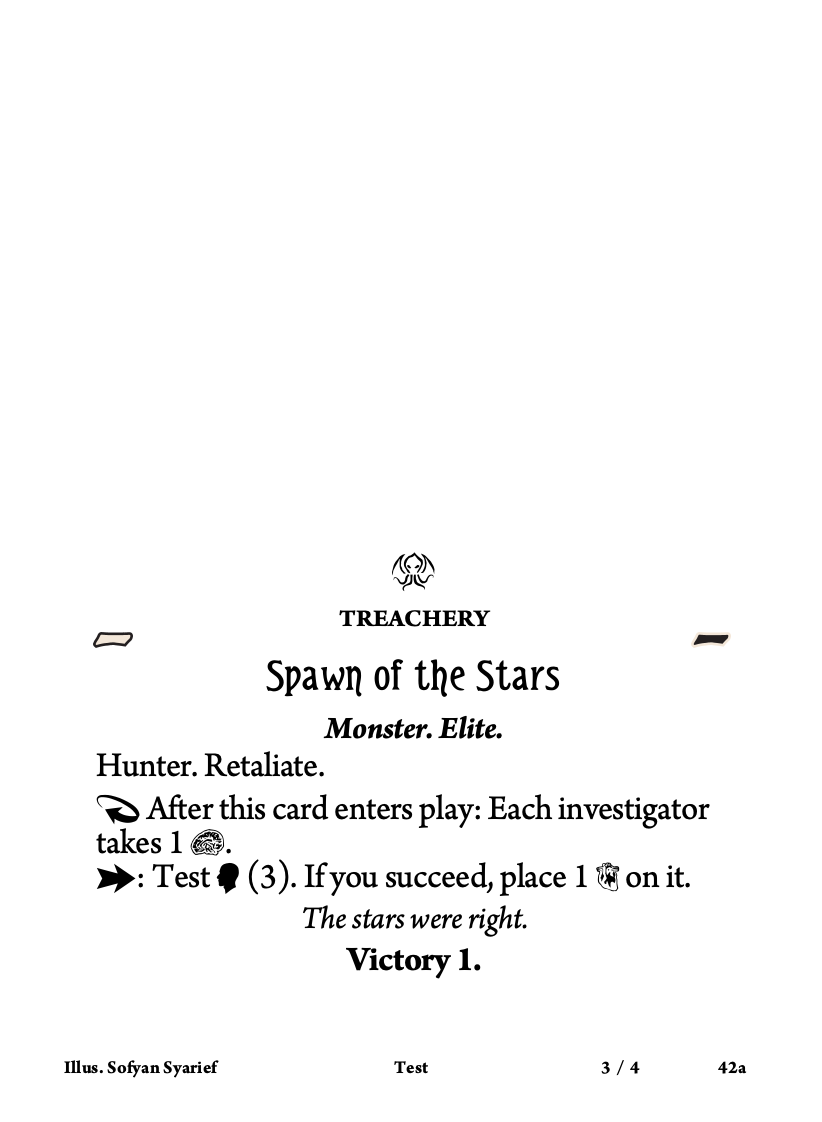 TREACHERY
Spawn of the Stars
Monster. Elite.
Hunter. Retaliate.
After this card enters play: Each investigator
takes 1 .
: Test (3). If you succeed, place 1 on it.
The stars were right.
Victory 1.
Illus. Sofyan Syarief Test 3 / 4 42a